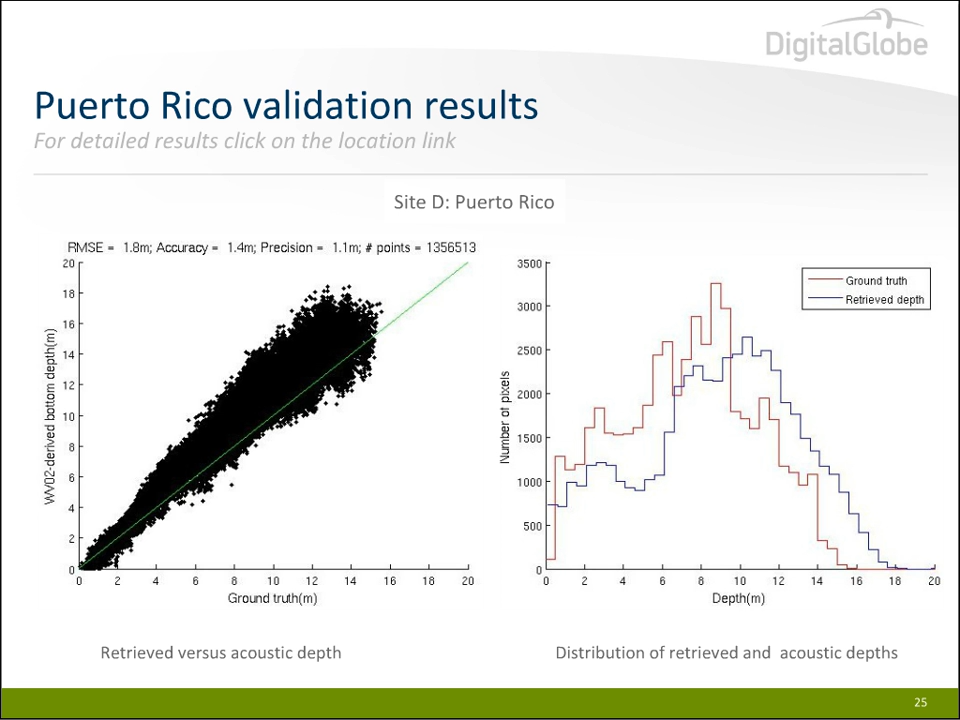 DigitalGlobe
Puerto Rico validation results
For detailed results click on the location link
Site D: Puerto Rico
RMSE = 1.8m; Accuracy = 1.4m; Precision = 1.1m; # points = 1356513
20
18
16
14
12
10
8
6
4
2
0
WV02-derived bottom depth(m)
0 2 4 6 8 10 12 14 16 18 20
Ground truth(m)
Retrieved versus acoustic depth
3500
3000
2500
2000
1500
1000
500
0
Number of pixels
Ground truth
Retrieved depth
0 2 4 6 8 10 12 14 16 18 20
Depth(m)
Distribution of retrieved and acoustic depths
25